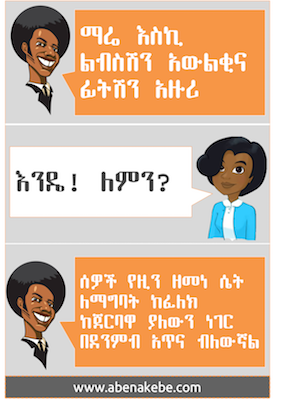 ማሬ እስኪ
ልብስሽን አውልቂና
ፊትሽን አዙሪ
እንዴ! ለምን?
ሰዎች የዚን ዘመነ ሴት
ለማግባት ከፊለክ
ከጀርባዋ ያለውን ነገር
በደንምብ አጥና ብለውኛል
www.abenakebe.com